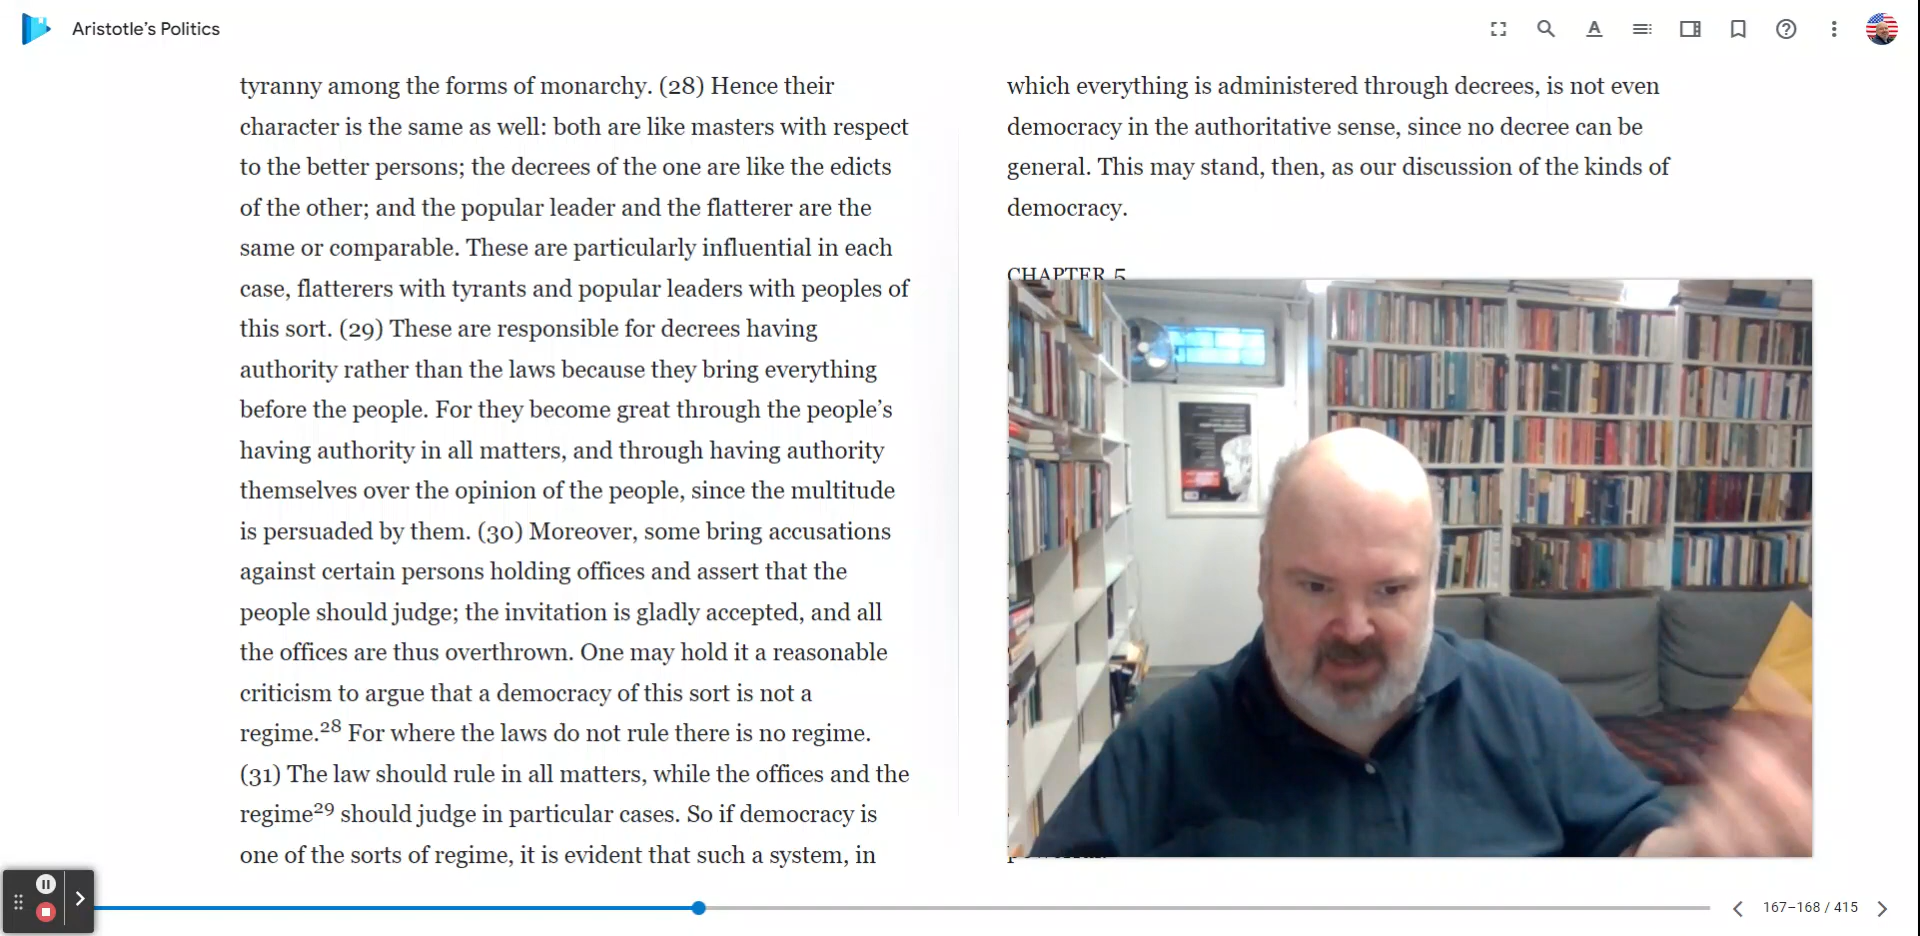 Aristotle’s Politics
tyranny among the forms of monarchy. (28) Hence their
character is the same as well: both are like masters with respect
to the better persons; the decrees of the one are like the edicts
of the other; and the popular leader and the flatterer are the
same or comparable. These are particularly influential in each
case, flatterers with tyrants and popular leaders with peoples of
this sort. (29) These are responsible for decrees having
authority rather than the laws because they bring everything
before the people. For they become great through the people’s
having authority in all matters, and through having authority
themselves over the opinion of the people, since the multitude
is persuaded by them. (30) Moreover, some bring accusations
against certain persons holding offices and assert that the
people should judge; the invitation is gladly accepted, and all
the offices are thus overthrown. One may hold it a reasonable
criticism to argue that a democracy of this sort is not a
regime.28 For where the laws do not rule there is no regime.
(31) The law should rule in all matters, while the offices and the
regime29 should judge in particular cases. So if democracy is
one of the sorts of regime, it is evident that such a system, in
which everything is administered through decrees, is not even
democracy in the authoritative sense, since no decree can be
general. This may stand, then, as our discussion of the kinds of
democracy.
CHAPTER 5
167–168 / 415